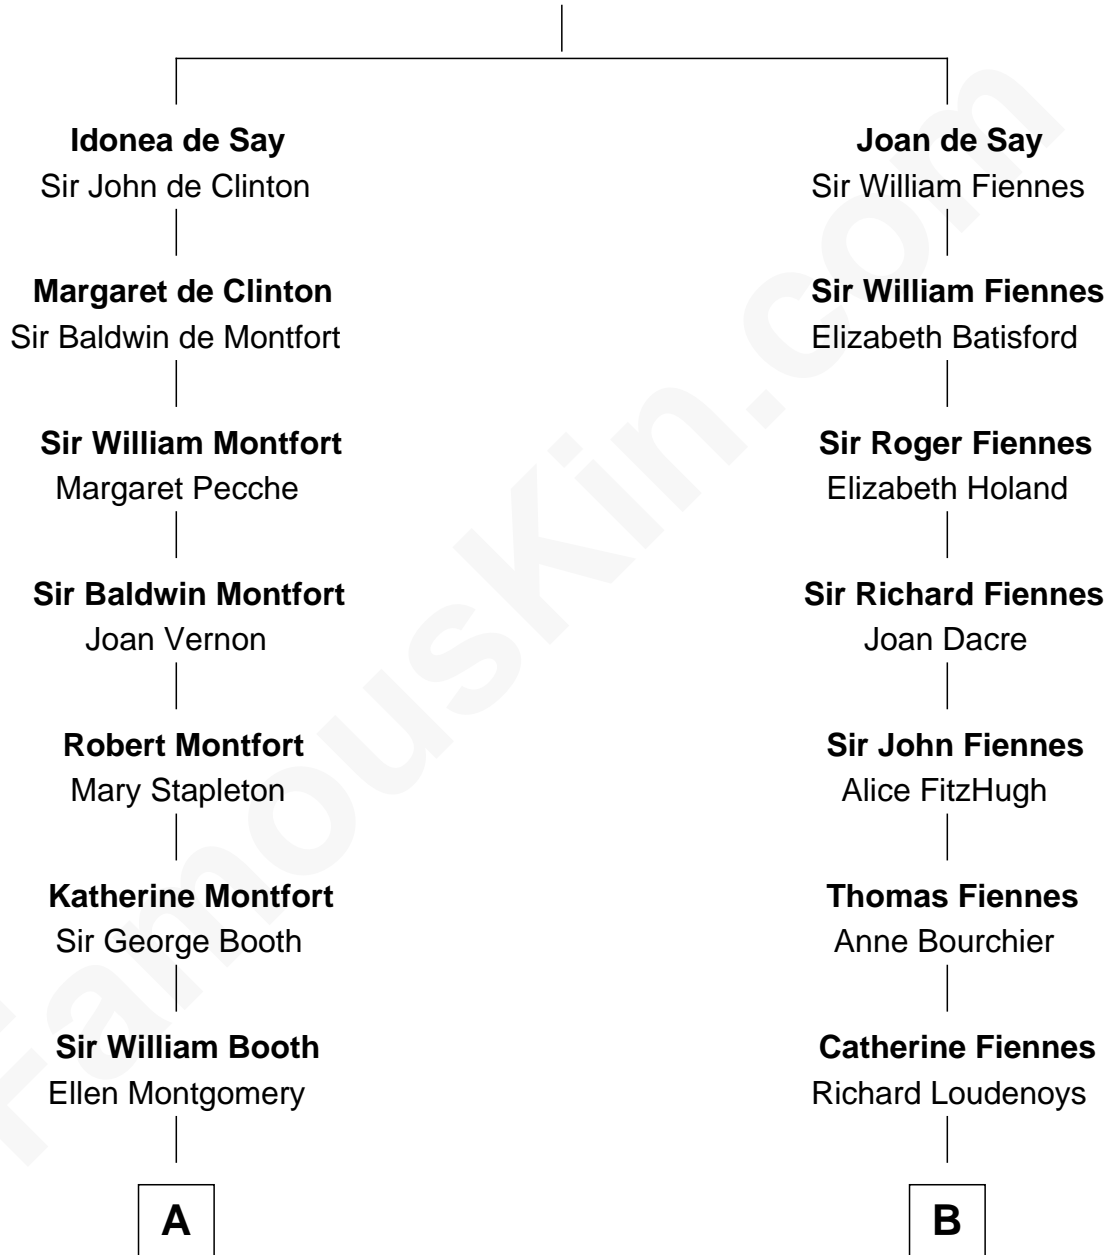 Idonea de Say
Sir John de Clinton
Margaret de Clinton
Sir Baldwin de Montfort
Sir William Montfort
Margaret Pecche
Sir Baldwin Montfort
Joan Vernon
Robert Montfort
Mary Stapleton
Katherine Montfort
Sir George Booth
Sir William Booth
Ellen Montgomery
A
Joan de Say
Sir William Fiennes
Sir William Fiennes
Elizabeth Batisford
Sir Roger Fiennes
Elizabeth Holand
Sir Richard Fiennes
Joan Dacre
Sir John Fiennes
Alice FitzHugh
Thomas Fiennes
Anne Bourchier
Catherine Fiennes
Richard Loudenoys
B
FamousKin.com